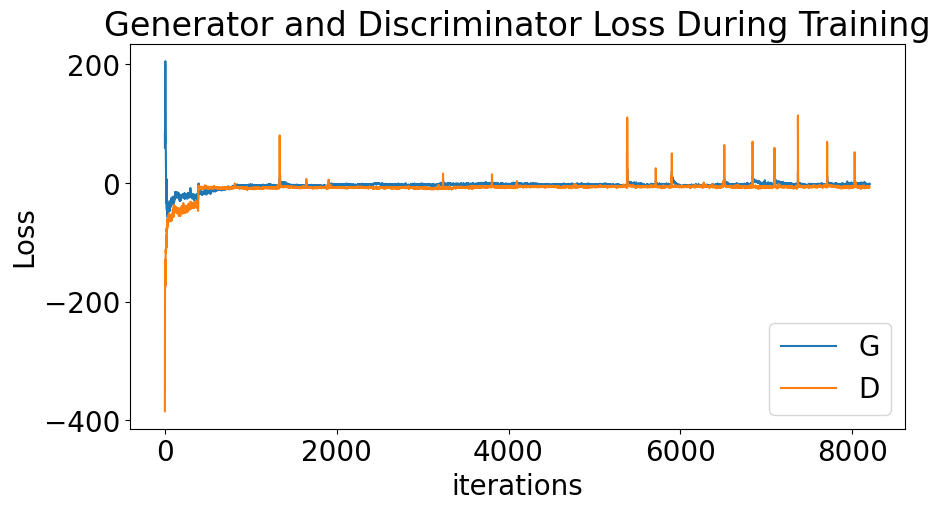 Generator and Discriminator Loss During Training
200
0
−200
−400
Loss
0 2000 4000 6000 8000
iterations
G
D